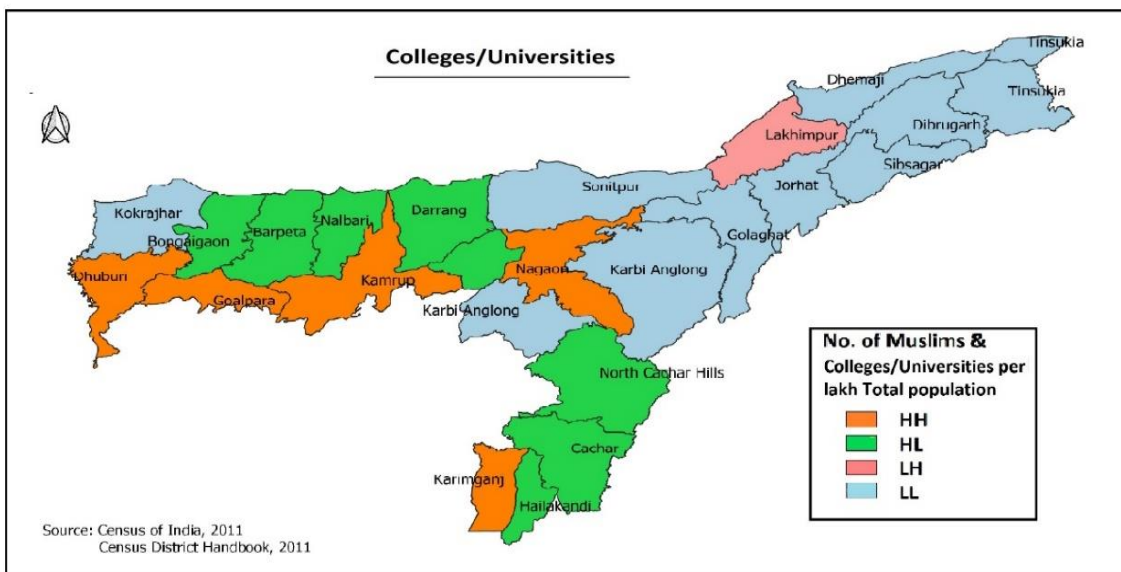 Colleges/Universities
Tinsukia
Dhemaji
Tinsukia
Dibrugarh
Lakhimpur
Sibsagar
Jorhat
Sonitpur
Kokrajhar
Nalbari
Darrang
Barpeta
Bongaigaon
Golaghat
Dhuburi
Nagaon
Karbi Anglong
Kamrup
Goalpara
Karbi Anglong
North Cachar Hills
Cachar
Karimganj
Hailakandi
No. of Muslims &
Colleges/Universities per
lakh Total population
HH
HL
LH
LL
Source: Census of India, 2011
Census District Handbook, 2011